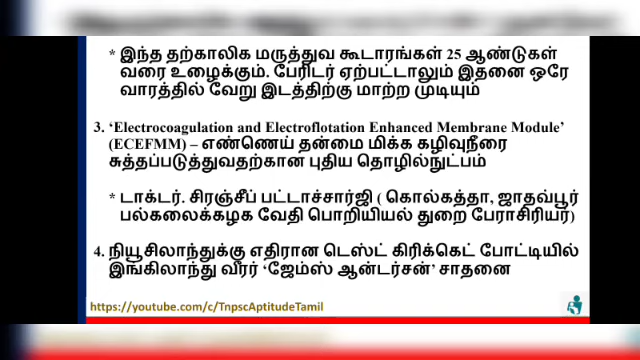 * இந்த தற்காலிக மருத்துவ கூடாரங்கள் 25 ஆண்டுகள்
வரை உழைக்கும். பேரிடர் ஏற்பட்டாலும் இதனை ஒரே
வாரத்தில் வேறு இடத்திற்கு மாற்ற முடியும்
3. ‘Electrocoagulation and Electroflotation Enhanced Membrane Module’
(ECEFMM) – எண்ணெய் தன்மை மிக்க கழிவுநீரை
சுத்தப்படுத்துவதற்கான புதிய தொழில்நுட்பம்
* டாக்டர். சிரஞ்சீப் பட்டாச்சார்ஜி ( கொல்கத்தா, ஜாதவ்பூர்
பல்கலைக்கழக வேதி பொறியியல் துறை பேராசிரியர்)
4. நியூசிலாந்துக்கு எதிரான டெஸ்ட் கிரிக்கெட் போட்டியில்
இங்கிலாந்து வீரர் ‘ஜேம்ஸ் ஆன்டர்சன்’ சாதனை
https://youtube.com/c/TnpscAptitudeTamil